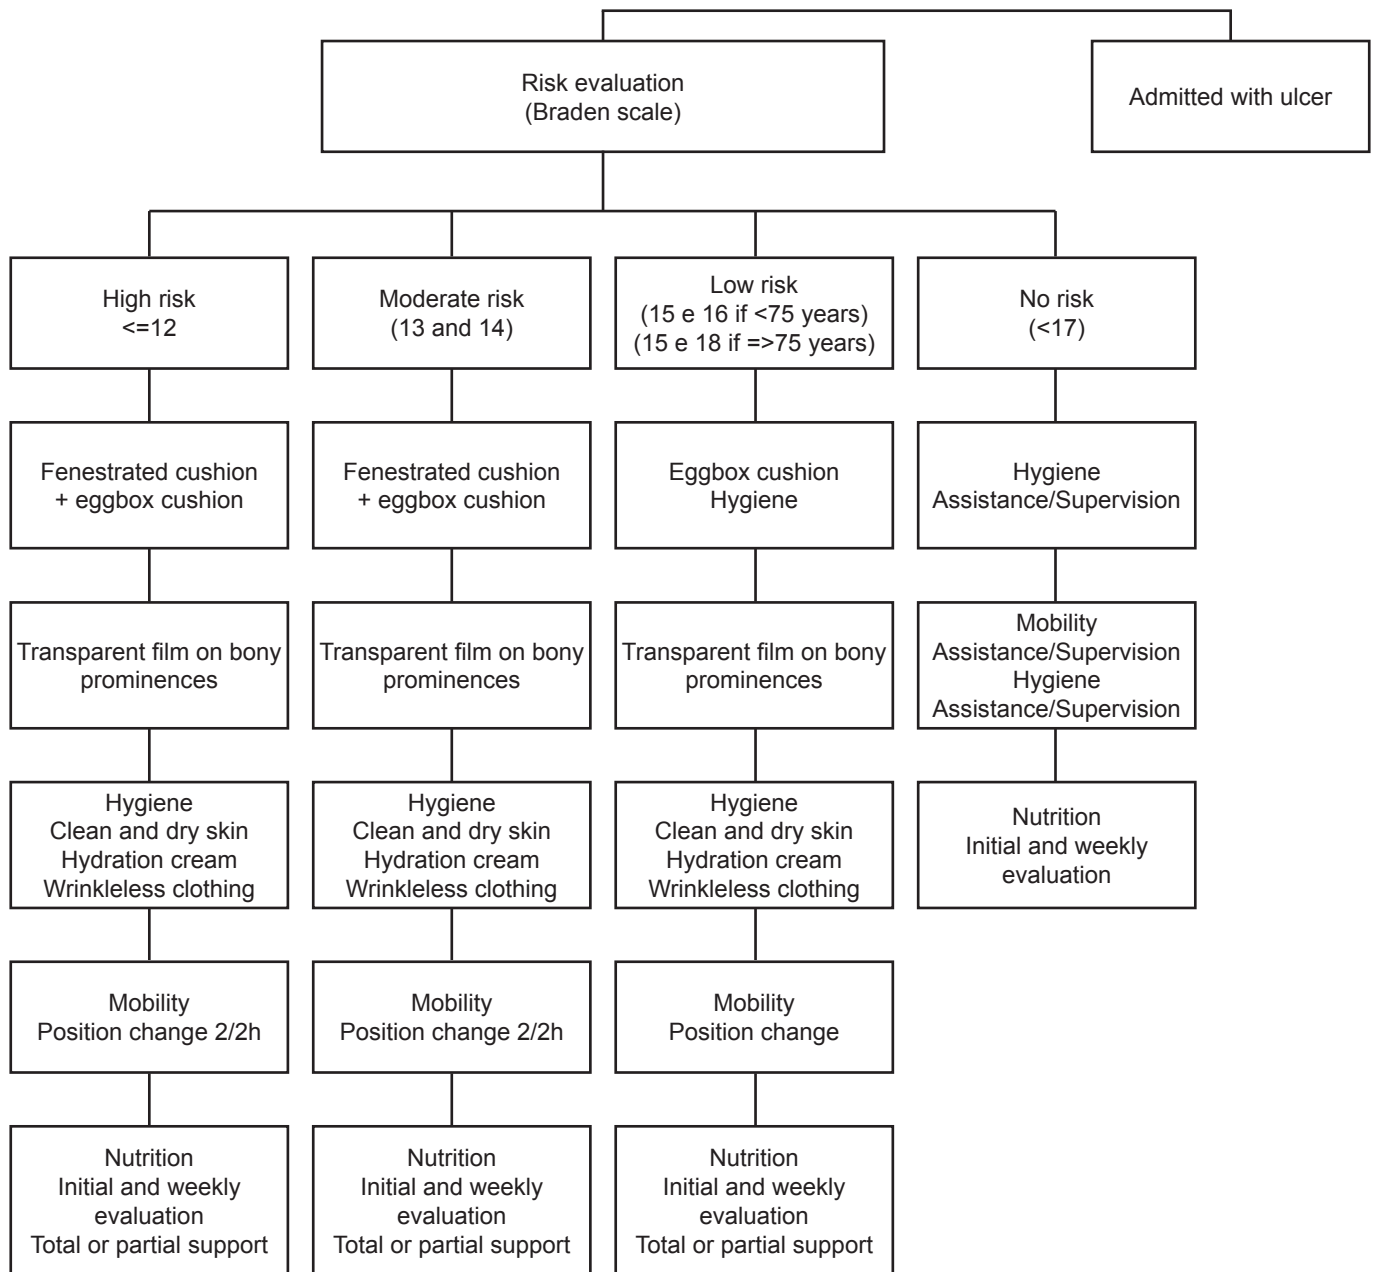 Risk evaluation
(Braden scale)
Admitted with ulcer
High risk
<=12
Moderate risk
(13 and 14)
Low risk
(15 e 16 if <75 years)
(15 e 18 if =>75 years)
No risk
(<17)
Fenestrated cushion
+ eggbox cushion
Fenestrated cushion
+ eggbox cushion
Eggbox cushion
Hygiene
Hygiene
Assistance/Supervision
Transparent film on bony
prominences
Transparent film on bony
prominences
Transparent film on bony
prominences
Mobility
Assistance/Supervision
Hygiene
Assistance/Supervision
Hygiene
Clean and dry skin
Hydration cream
Wrinkleless clothing
Hygiene
Clean and dry skin
Hydration cream
Wrinkleless clothing
Hygiene
Clean and dry skin
Hydration cream
Wrinkleless clothing
Nutrition
Initial and weekly
evaluation
Mobility
Position change 2/2h
Mobility
Position change 2/2h
Mobility
Position change
Nutrition
Initial and weekly
evaluation
Total or partial support
Nutrition
Initial and weekly
evaluation
Total or partial support
Nutrition
Initial and weekly
evaluation
Total or partial support